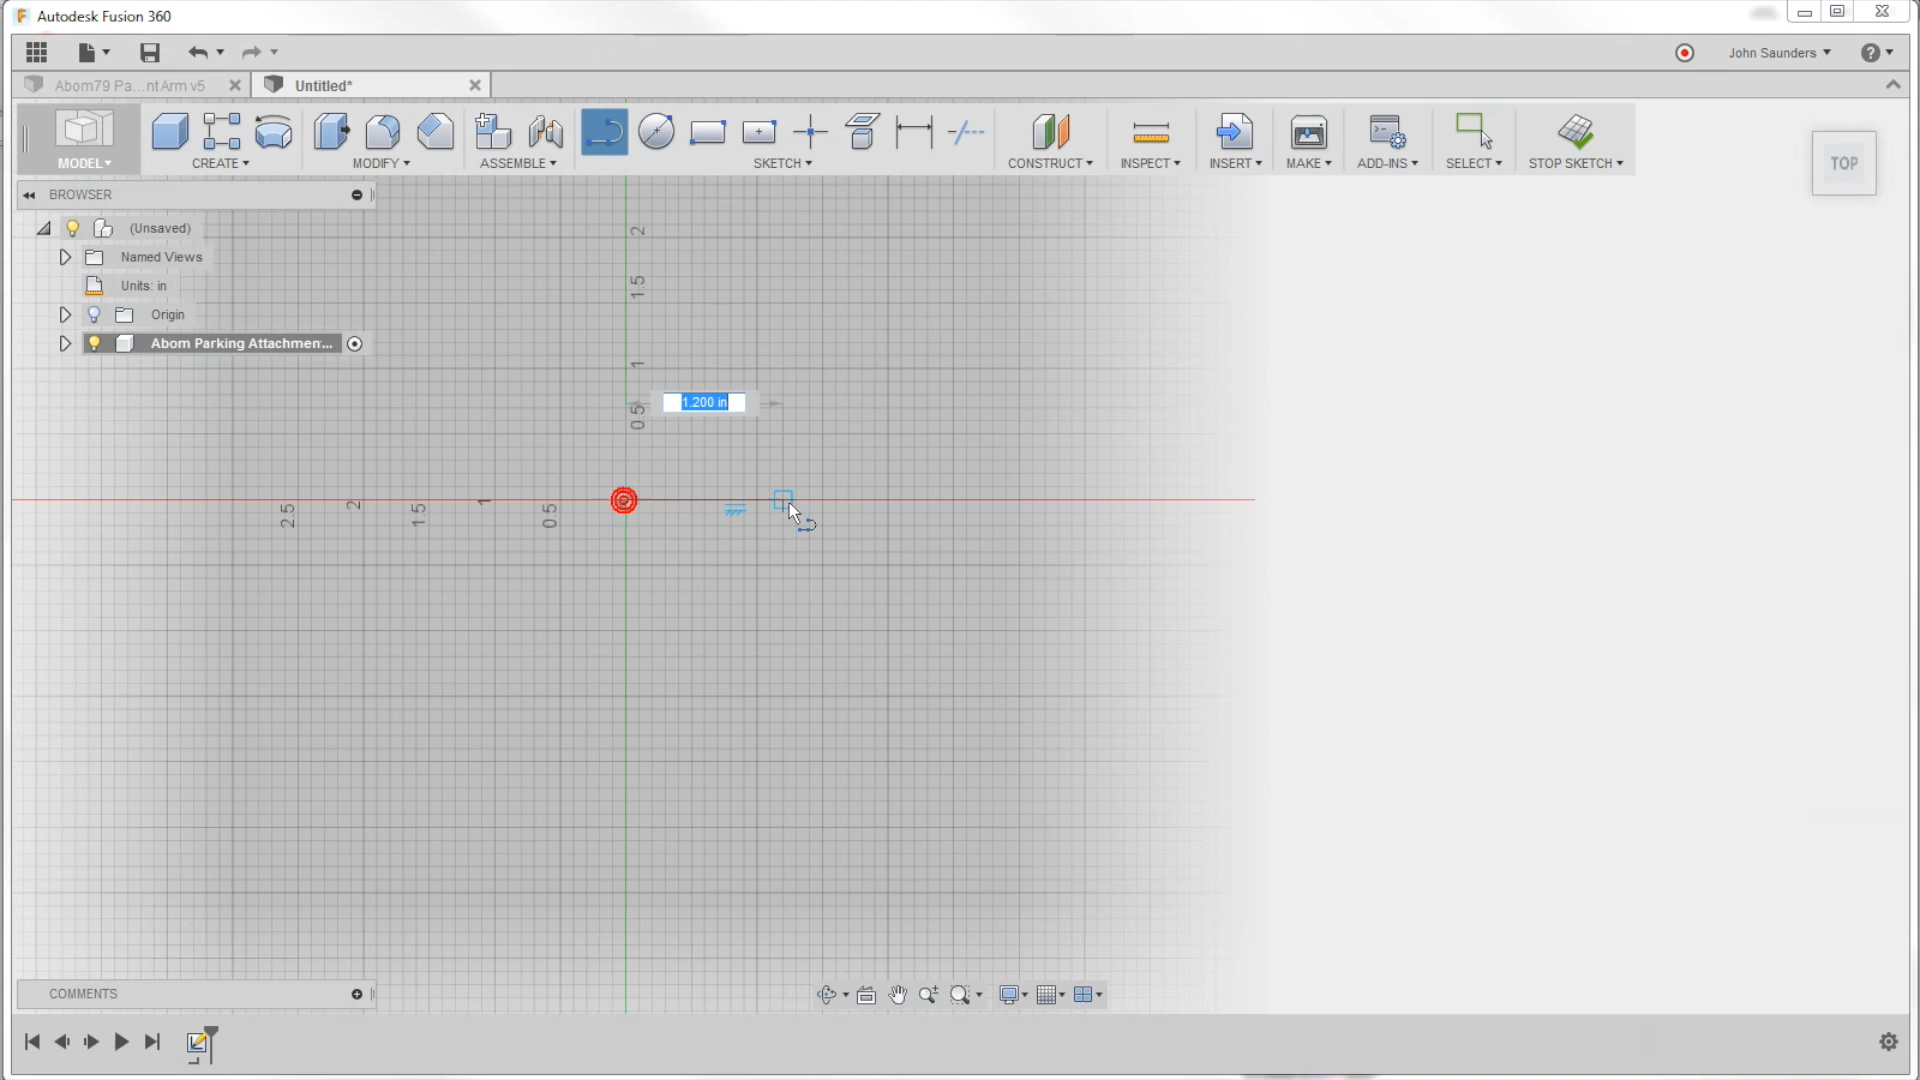 Autodesk Fusion 360
John Saunders
Abom79 Pa...nt Arm v5
Untitled*
MODEL
CREATE
MODIFY
ASSEMBLE
SKETCH
CONSTRUCT
INSPECT
INSERT
MAKE
ADD-INS
SELECT
STOP SKETCH
TOP
BROWSER
(Unsaved)
Named Views
Units: in
Origin
Abom Parking Attachmen...
2
1.5
1
0.5
1.200 in
2.5
2
1.5
1
0.5
COMMENTS